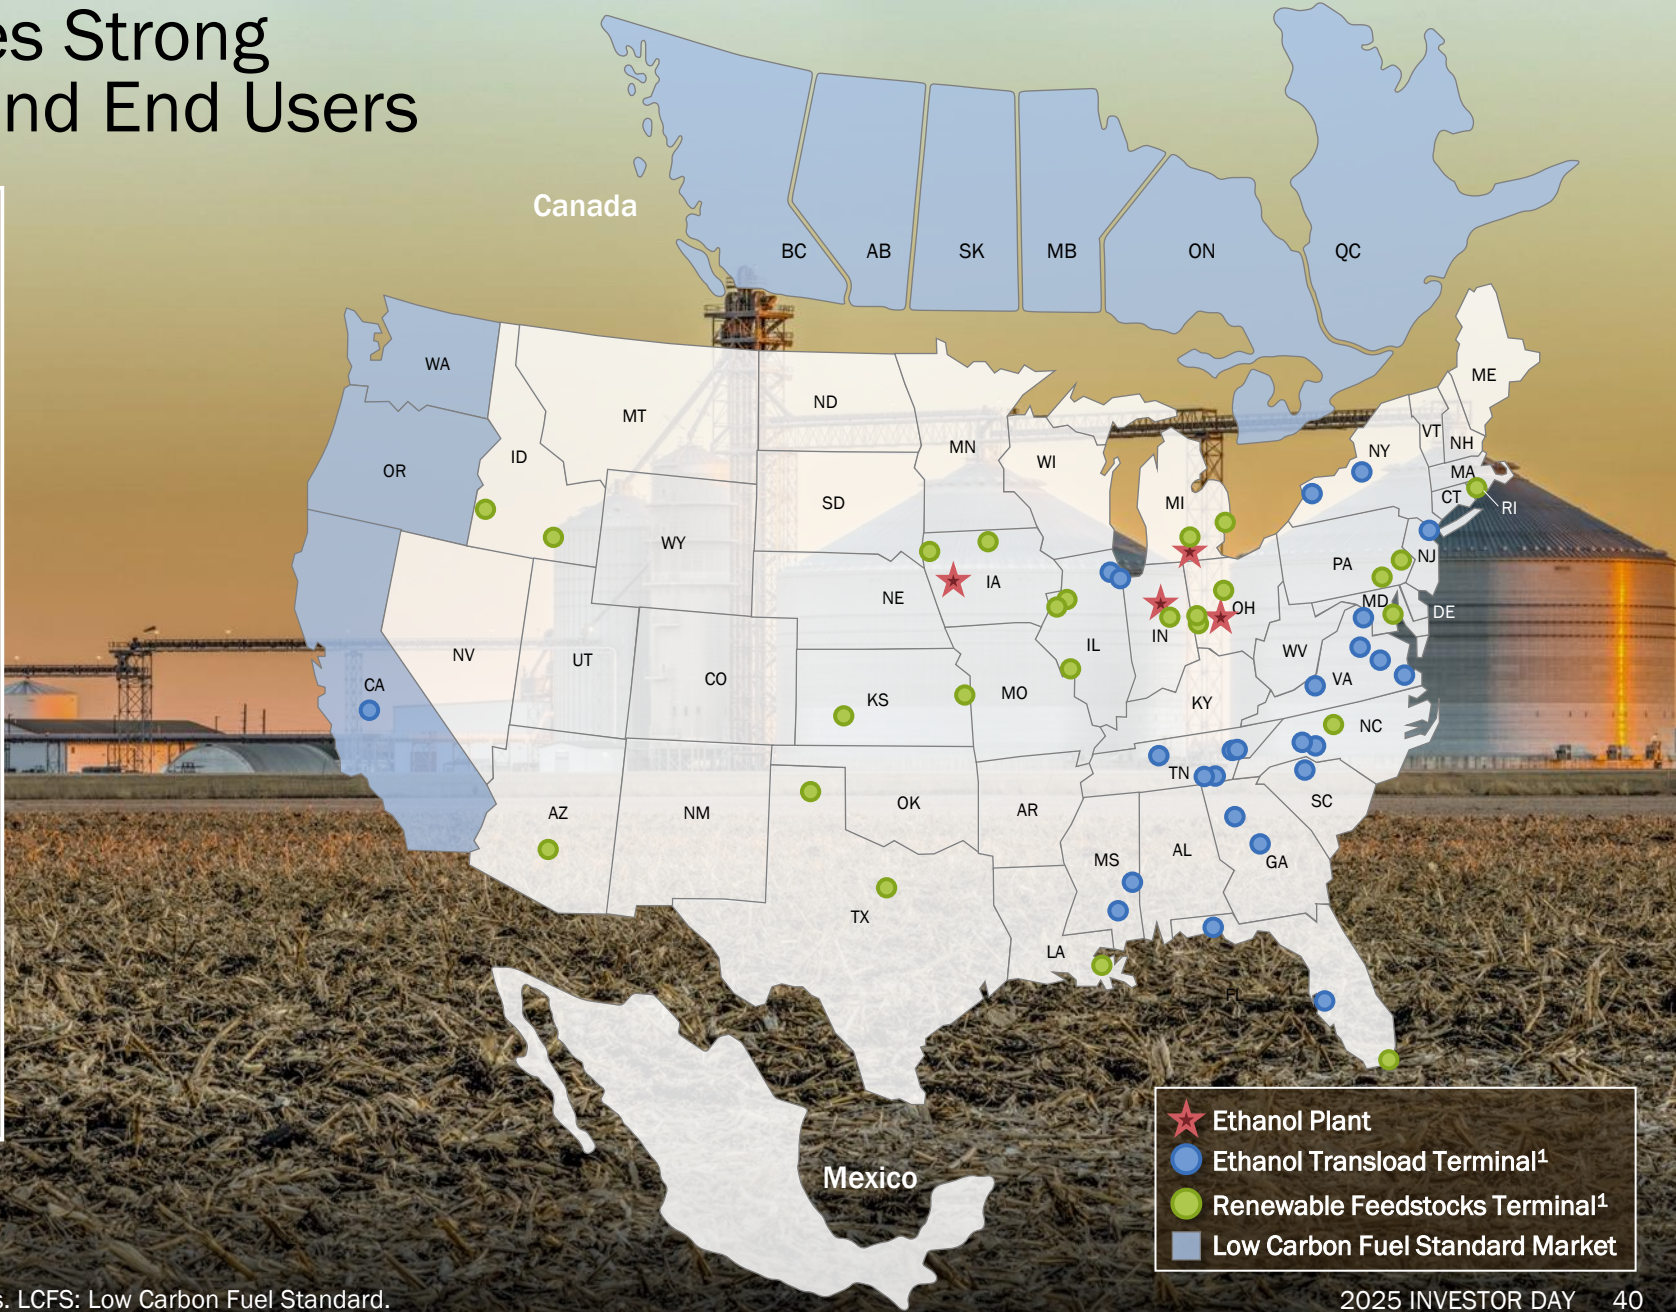 es Strong
nd End Users
Canada
BC
AB
SK
MB
ON
QC
WA
MT
ND
MN
WI
MI
NY
VT
NH
ME
MA
CT
RI
OR
ID
SD
WY
NE
IA
IL
IN
OH
PA
NJ
MD
DE
WV
VA
NV
UT
CO
KS
MO
KY
CA
NC
TN
SC
AZ
NM
OK
AR
MS
AL
GA
TX
LA
FL
Mexico
Ethanol Plant
Ethanol Transload Terminal¹
Renewable Feedstocks Terminal¹
Low Carbon Fuel Standard Market
s. LCFS: Low Carbon Fuel Standard.
2025 INVESTOR DAY 40